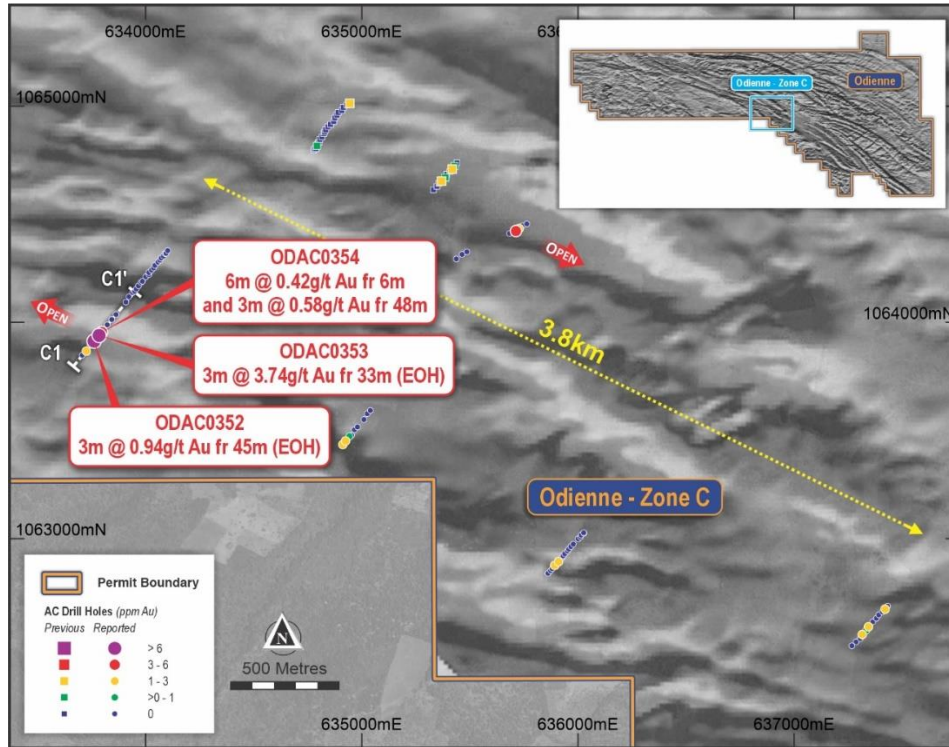 634000mE
635000mE
Odienne - Zone C
Odienne
1065000mN
OPEN
C1'
ODAC0354
6m @ 0.42g/t Au fr 6m
and 3m @ 0.58g/t Au fr 48m
OPEN
1064000mN
3.8km
C1
ODAC0353
3m @ 3.74g/t Au fr 33m (EOH)
ODAC0352
3m @ 0.94g/t Au fr 45m (EOH)
Odienne - Zone C
1063000mN
1063000mN
Permit Boundary
AC Drill Holes (ppm Au)
Previous Reported
> 6
3 - 6
1 - 3
>0 - 1
0
N
500 Metres
635000mE
636000mE
637000mE